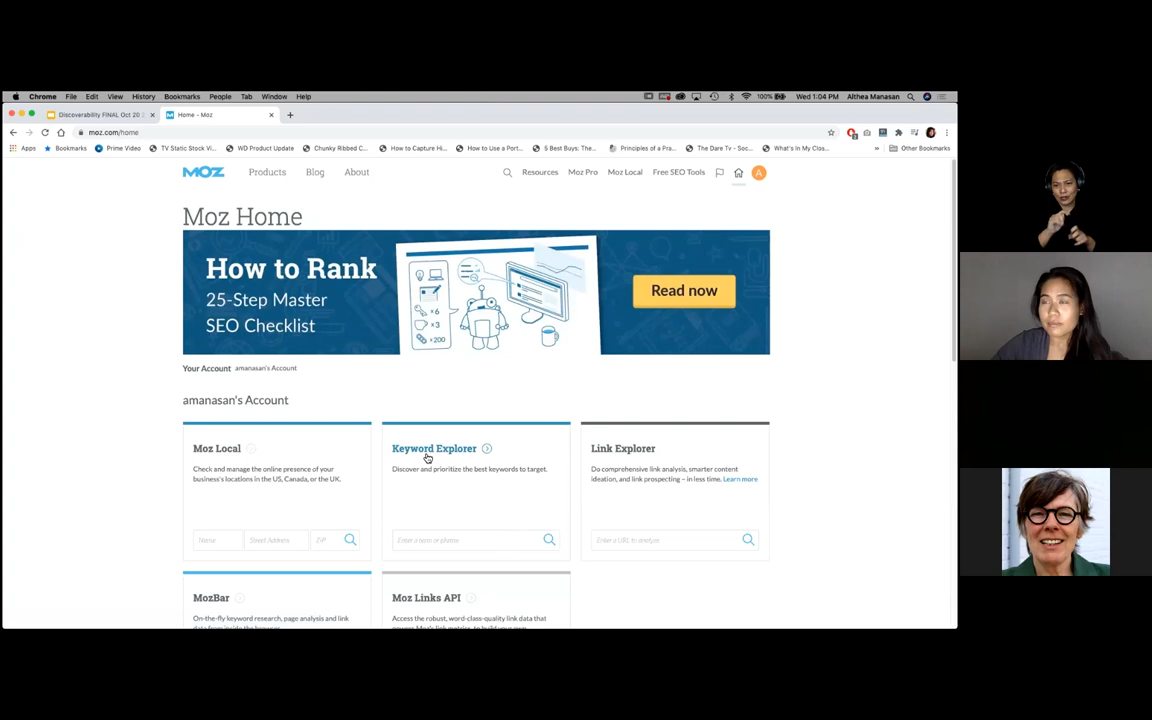 Chrome File Edit View History Bookmarks People Tab Window Help 100% Wed 1:04 PM Althea Manasan
Discoverability FINAL Oct 20 2 Home - Moz
moz.com/home
Apps Bookmarks Prime Video TV Static Stock Vi... WD Product Update Chunky Ribbed C... How to Capture Hi... How to Use a Port... 5 Best Buys: The... Principles of a Pra... The Dare Tv - Soc... What's In My Clos... » Other Bookmarks
MOZ Products Blog About Resources Moz Pro Moz Local Free SEO Tools A
Moz Home
How to Rank
25-Step Master
SEO Checklist
×6
×3
×200
Read now
Your Account amanasan's Account
amanasan's Account
Moz Local
Check and manage the online presence of your
business's locations in the US, Canada, or the UK.
Name Street Address ZIP
Keyword Explorer
Discover and prioritize the best keywords to target.
Enter a term or phrase
Link Explorer
Do comprehensive link analysis, smarter content
ideation, and link prospecting – in less time. Learn more
Enter a URL to analyze
MozBar
On-the-fly keyword research, page analysis and link
data from inside the browser.
Moz Links API
Access the robust, word-class-quality link data that
powers Moz's link metrics, to build your own